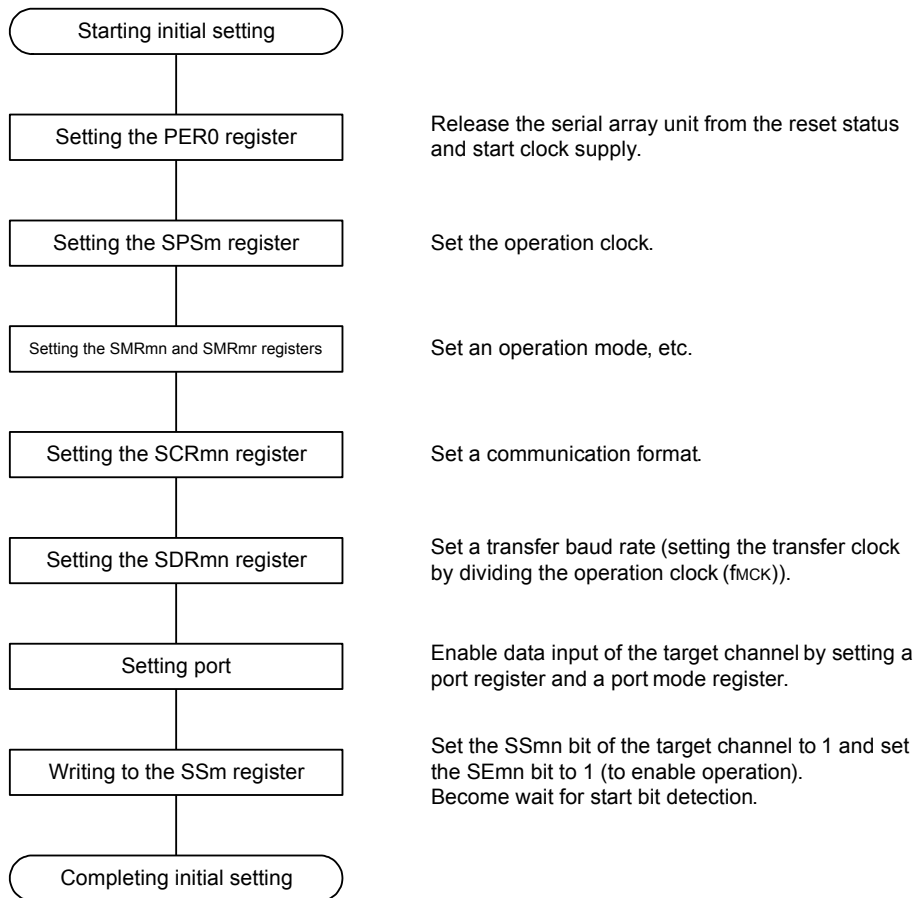 Starting initial setting
Setting the PER0 register
Release the serial array unit from the reset status
and start clock supply.
Setting the SPSm register
Set the operation clock.
Setting the SMRmn and SMRmr registers
Set an operation mode, etc.
Setting the SCRmn register
Set a communication format.
Setting the SDRmn register
Set a transfer baud rate (setting the transfer clock
by dividing the operation clock (fMCK)).
Setting port
Enable data input of the target channel by setting a
port register and a port mode register.
Writing to the SSm register
Set the SSmn bit of the target channel to 1 and set
the SEmn bit to 1 (to enable operation).
Become wait for start bit detection.
Completing initial setting